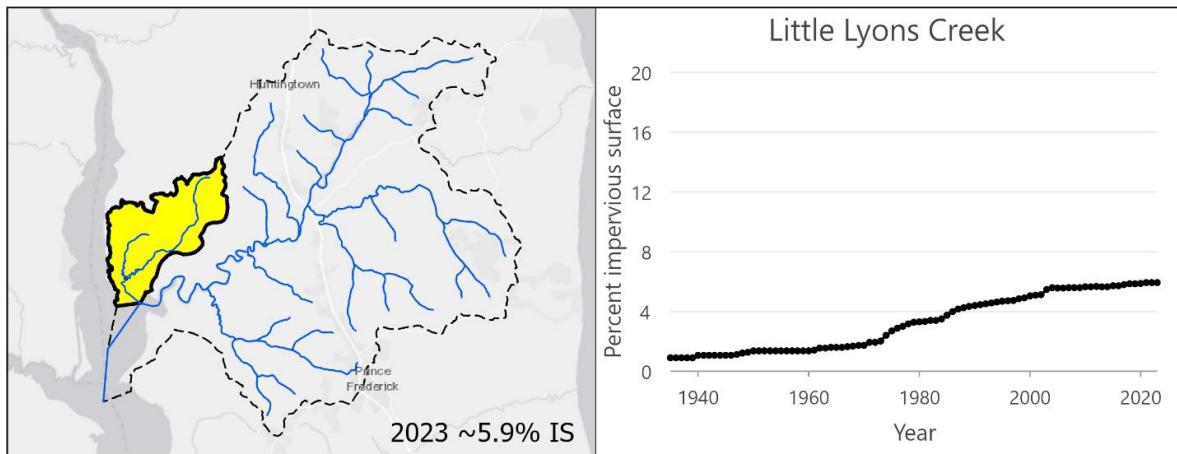 Huntingtown
Prince
Frederick
2023 ~5.9% IS
Little Lyons Creek
Percent impervious surface
20
16
12
8
4
0
1940 1960 1980 2000 2020
Year